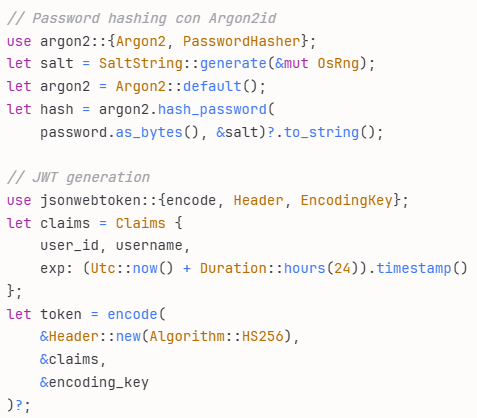 // Password hashing con Argon2id
use argon2::{Argon2, PasswordHasher};
let salt = SaltString::generate(&mut OsRng);
let argon2 = Argon2::default();
let hash = argon2.hash_password(
    password.as_bytes(), &salt)?.to_string();

// JWT generation
use jsonwebtoken::{encode, Header, EncodingKey};
let claims = Claims {
    user_id, username,
    exp: (Utc::now() + Duration::hours(24)).timestamp()
};
let token = encode(
    &Header::new(Algorithm::HS256),
    &claims,
    &encoding_key
)?;